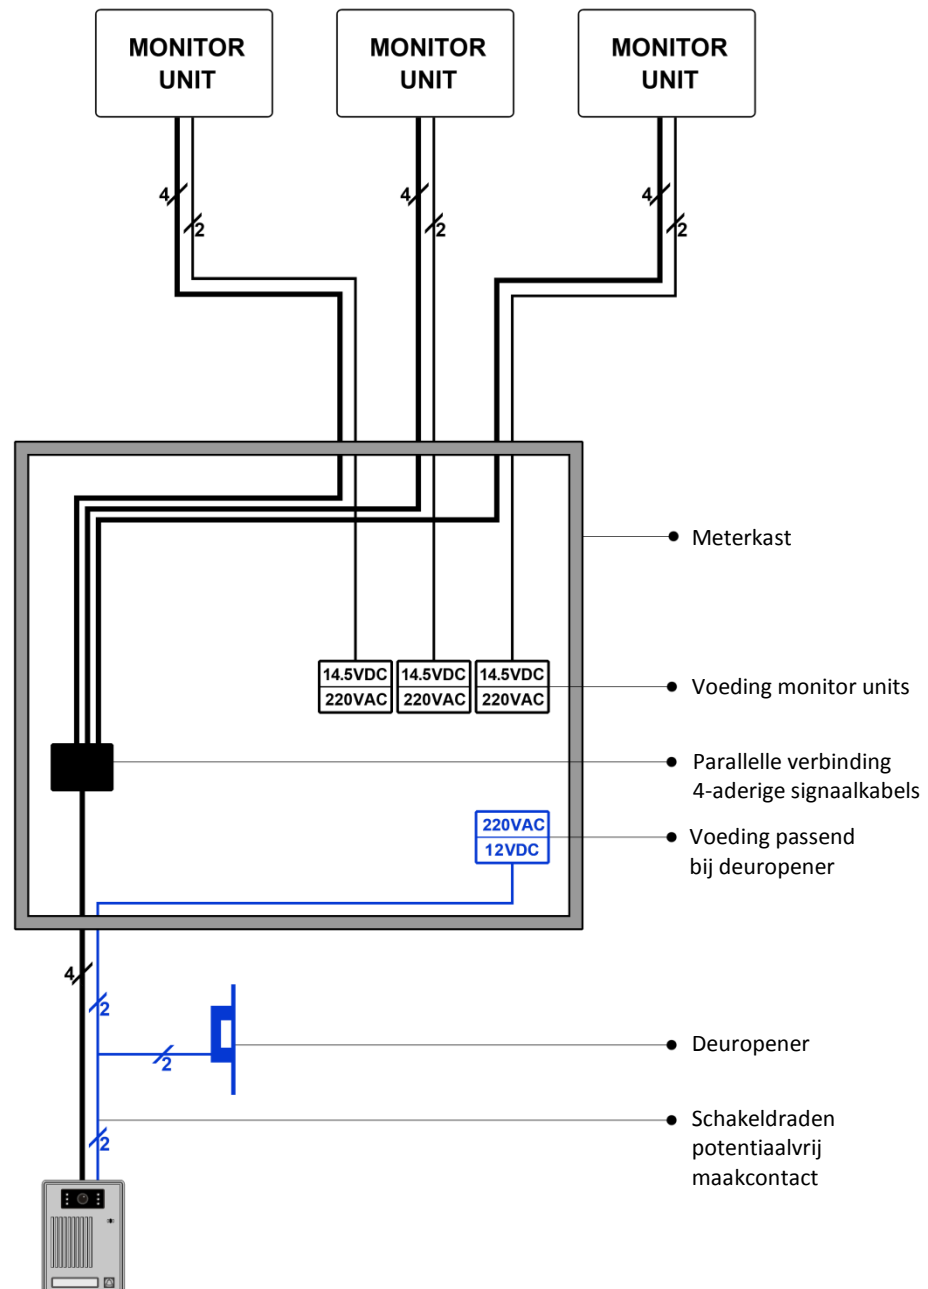 MONITOR
UNIT
MONITOR
UNIT
MONITOR
UNIT
4
2
4
2
4
2
Meterkast
14.5VDC
220VAC
14.5VDC
220VAC
14.5VDC
220VAC
Voeding monitor units
Parallelle verbinding
4-aderige signaalkabels
220VAC
12VDC
Voeding passend
bij deuropener
4
2
2
Deuropener
2
Schakeldraden
potentiaalvrij
maakcontact